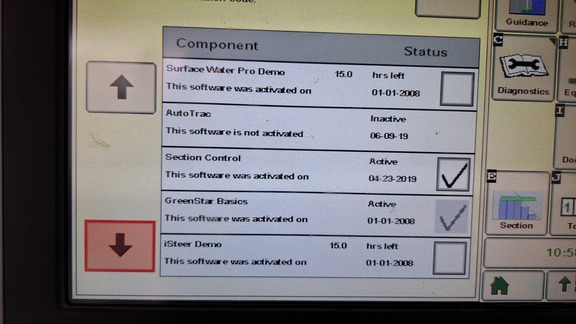 Component Status
Surface Water Pro Demo 15.0 hrs left
This software was activated on 01-01-2008
AutoTrac Inactive
This software is not activated 06-09-19
Section Control Active
This software was activated on 04-23-2019
GreenStar Basics Active
This software was activated on 01-01-2008
iSteer Demo 15.0 hrs left
This software was activated on 01-01-2008
Guidance
C
H
Diagnostics
I
E
J
Section